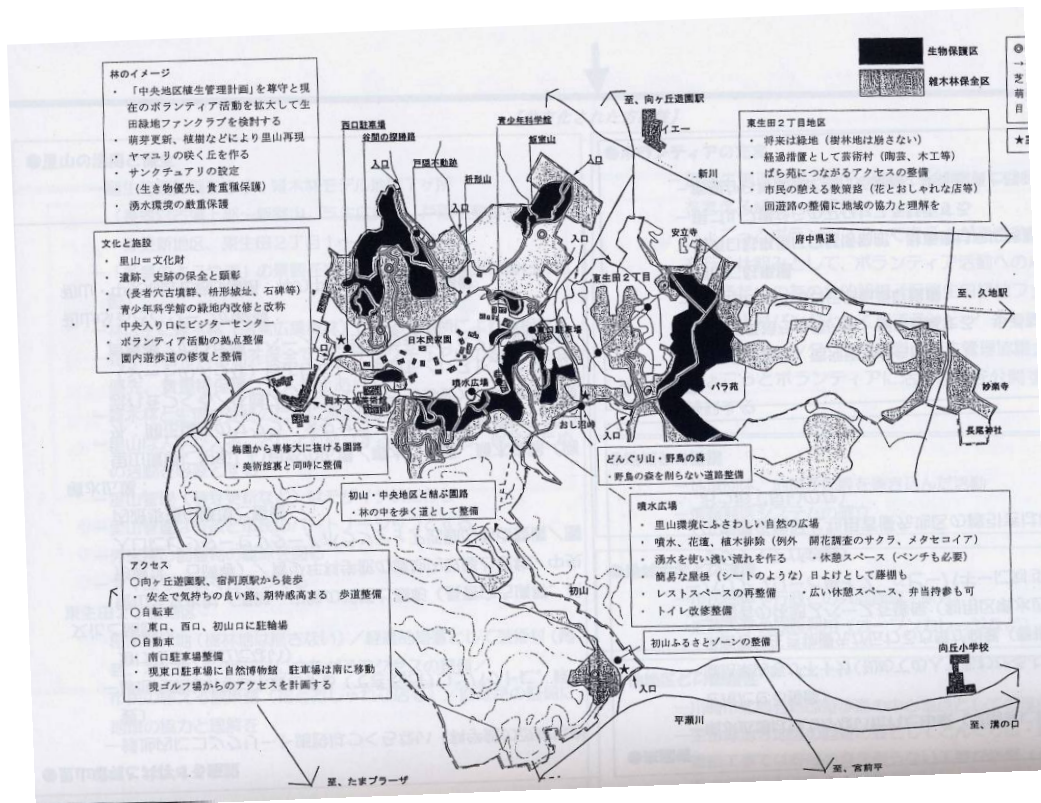 生物保護区
雑木林保全区
林のイメージ
・「中央地区植生管理計画」を尊守と現
在のボランティア活動を拡大して生
田緑地ファンクラブを検討する
・萌芽更新、植樹などにより里山再現
・ツツジの咲く丘を作る
・サンクチュアリの設定
(生き物優先、貴重種保護)
・湧水環境の厳重保護
文化と施設
・里山=文化財
・遺跡、史跡の保全と顕彰
(長者穴古墳群、枡形城址、石碑等)
・青少年科学館の緑地内改修と改称
・中央入り口にビジターセンター
・ボランティア活動の拠点整備
・園内遊歩道の修復と整備
西口駐車場
谷間の探勝路
入口
戸隠不動跡
枡形山
入口
青少年科学館
飯室山
入口
至、向ヶ丘遊園駅
イエー
新川
東生田2丁目地区
・将来は緑地(樹林地は崩さない)
・経過措置として芸術村(陶芸、木工等)
・ばら苑につながるアクセスの整備
・市民の憩える散策路(花とおしゃれな店等)
・回遊路の整備に地域の協力と理解を
安立寺
府中県道
入口
東生田2丁目
至、久地駅
東口駐車場
日本民家園
入口
噴水広場
岡本太郎美術館
バラ苑
妙楽寺
長尾神社
おし沼峠
入口
梅園から専修大に抜ける園路
・美術館裏と同時に整備
どんぐり山・野鳥の森
・野鳥の森を削らない道路整備
初山・中央地区と結ぶ園路
・林の中を歩く道として整備
噴水広場
・里山環境にふさわしい自然の広場
・噴水、花壇、植木排除(例外 開花調査のサクラ、メタセコイア)
・湧水を使い浅い流れを作る ・休憩スペース(ベンチも必要)
・簡易な屋根(シートのような)日よけとして藤棚も
・レストスペースの再整備 ・広い休憩スペース、弁当持参も可
・トイレ改修整備
アクセス
○向ヶ丘遊園駅、宿河原駅から徒歩
・安全で気持ちの良い路、期待感高まる 歩道整備
○自転車
・東口、西口、初山口に駐輪場
○自動車
・南口駐車場整備
・現東口駐車場に自然博物館 駐車場は南に移動
・現ゴルフ場からのアクセスを計画する
初山
初山ふるさとゾーンの整備
入口
向丘小学校
平瀬川
至、溝の口
至、たまプラーザ
至、宮前平